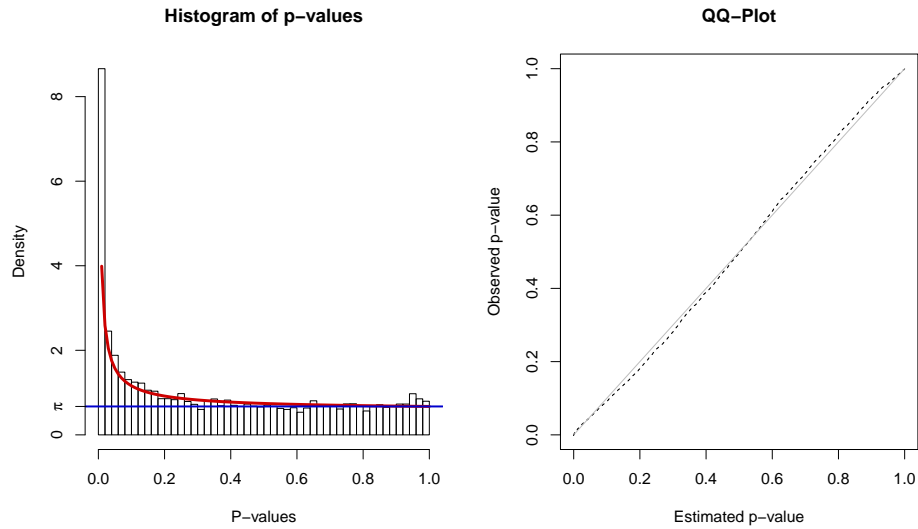 Histogram of p−values
Density
8
6
4
2
π
0
0.0 0.2 0.4 0.6 0.8 1.0
P−values
QQ−Plot
Observed p−value
1.0
0.8
0.6
0.4
0.2
0.0
0.0 0.2 0.4 0.6 0.8 1.0
Estimated p−value